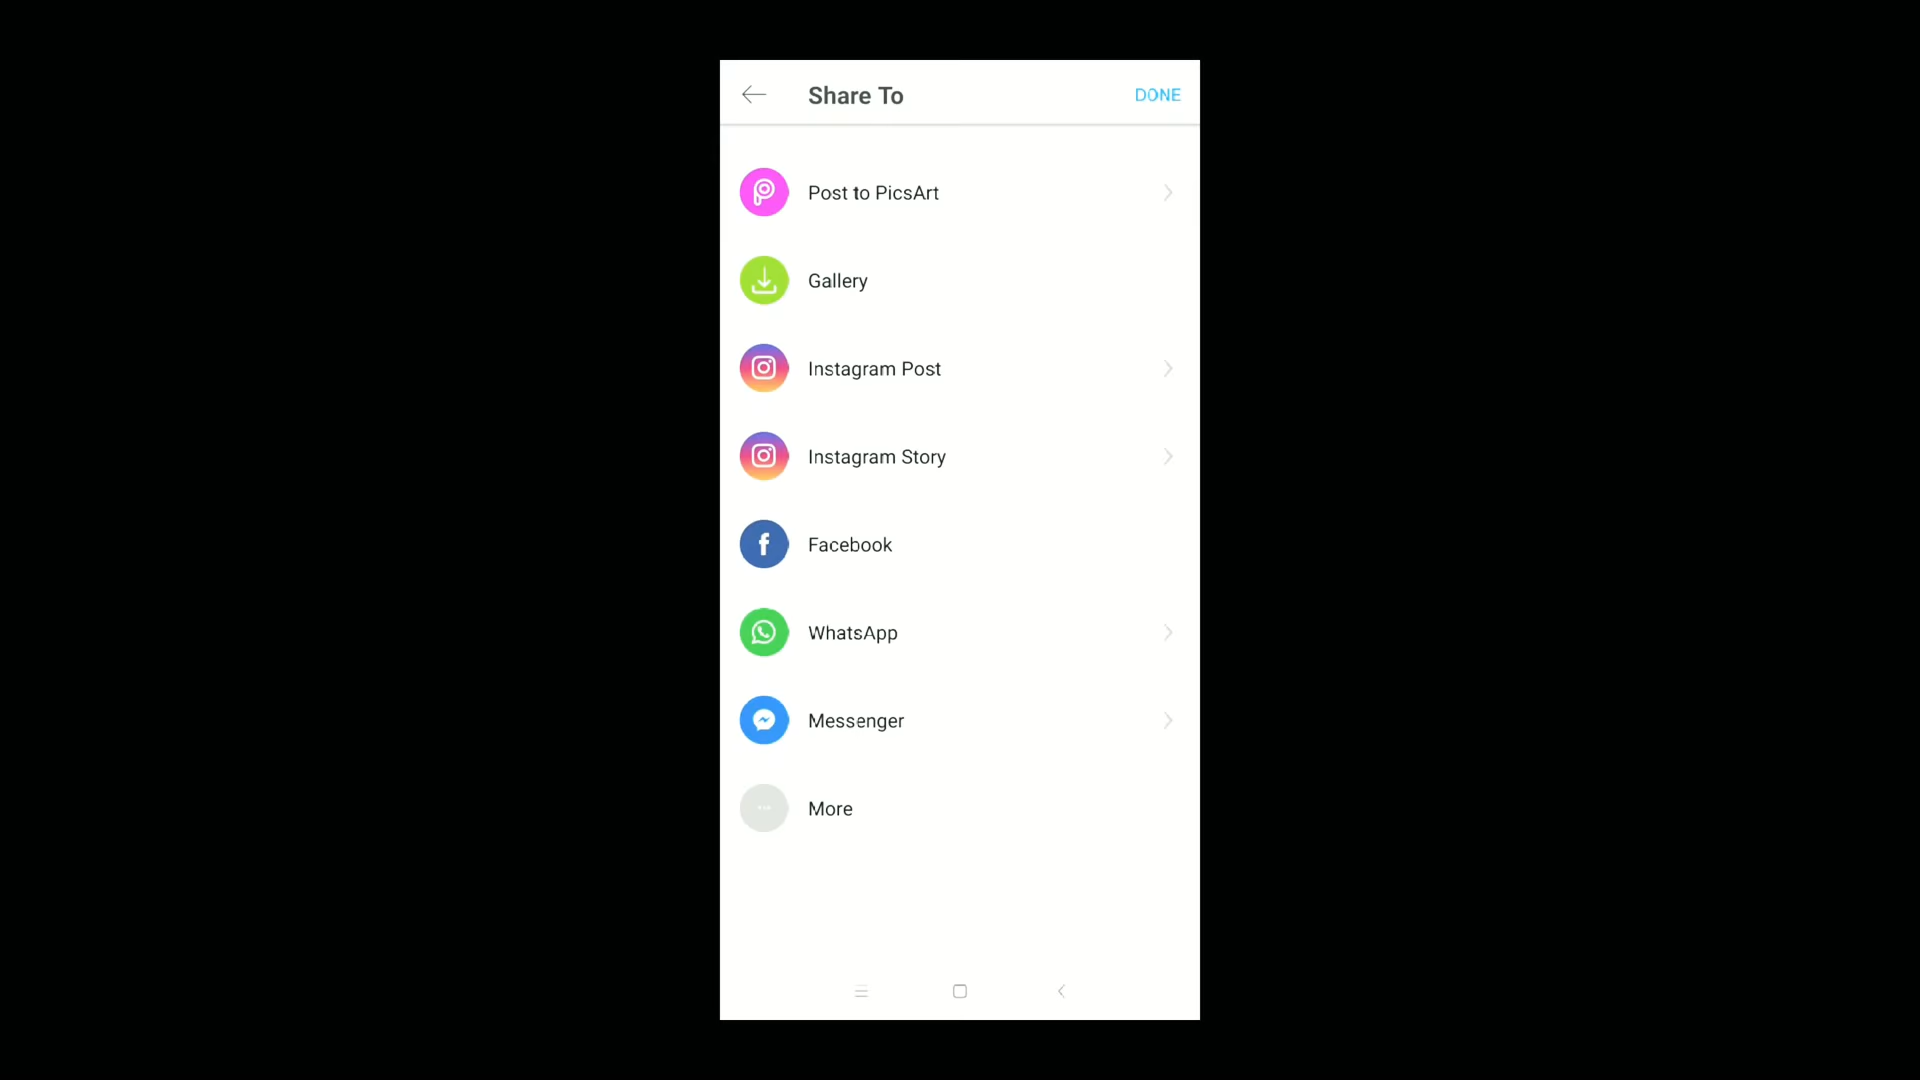 Share To
DONE
Post to PicsArt
Gallery
Instagram Post
Instagram Story
Facebook
WhatsApp
Messenger
More